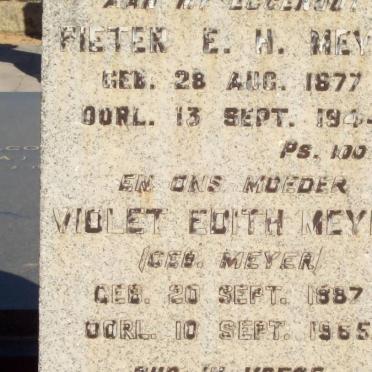 PIETER E. H. MEY
GEB. 28 AUG. 1877
OORL. 13 SEPT. 194
PS. 100
EN ONS MOEDER
VIOLET EDITH MEY
(GEB. MEYER)
GEB. 20 SEPT. 1887
OORL. 10 SEPT. 1965